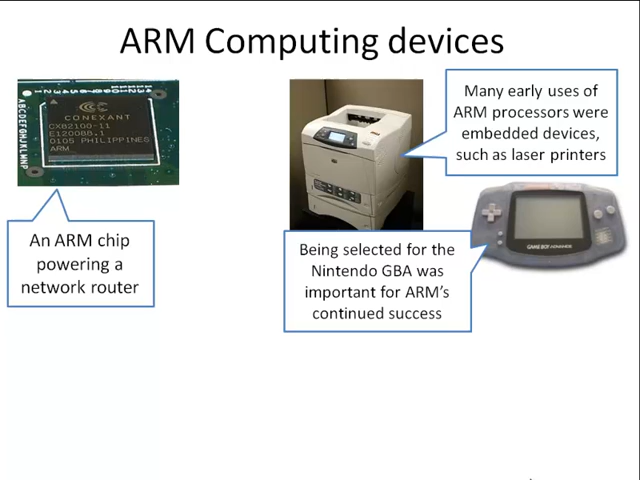 ARM Computing devices
CONEXANT
CX82100-11
E120088.1
0105 PHILIPPINES
ARM
An ARM chip
powering a
network router
Many early uses of
ARM processors were
embedded devices,
such as laser printers
Being selected for the
Nintendo GBA was
important for ARM's
continued success
GAME BOY ADVANCE